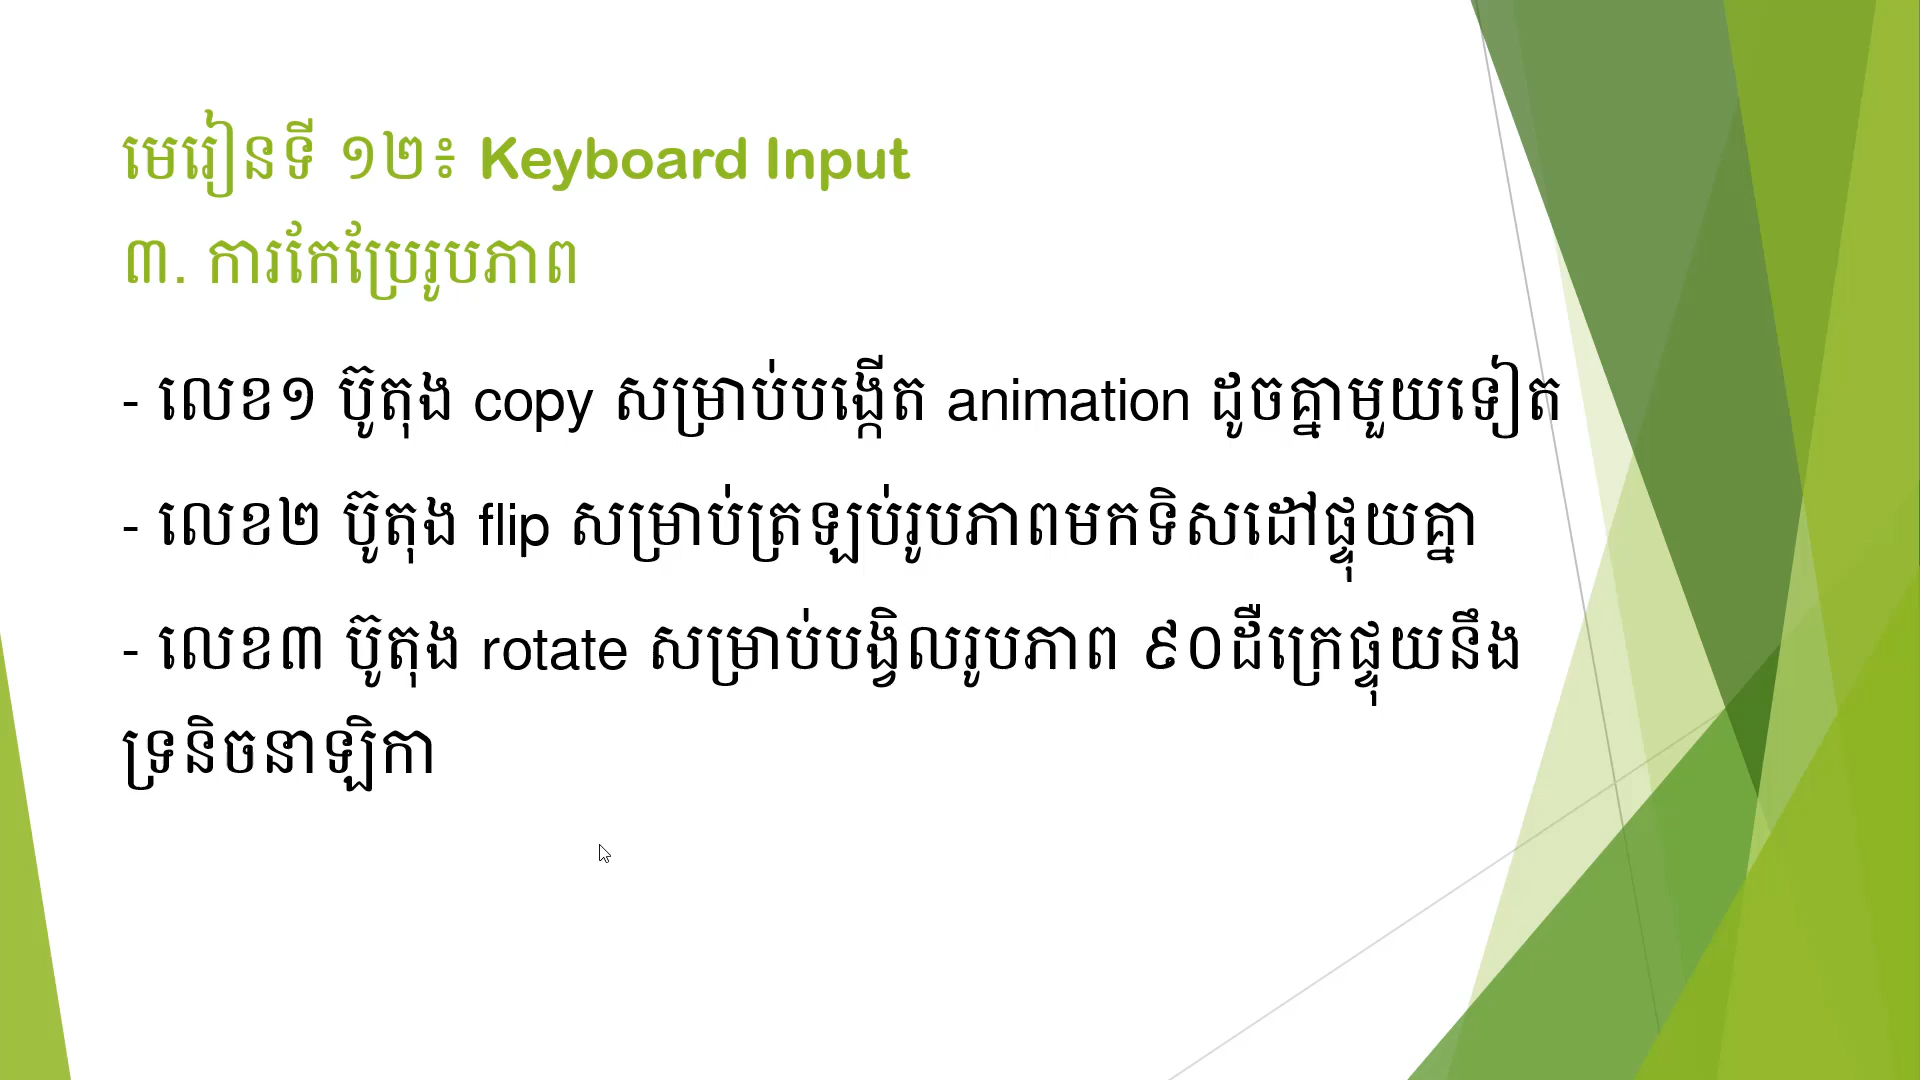 មេរៀនទី ១២៖ Keyboard Input
៣. ការកែប្រែរូបភាព
- លេខ១ ប៊ូតុង copy សម្រាប់បង្កើត animation ដូចគ្នាមួយទៀត
- លេខ២ ប៊ូតុង flip សម្រាប់ត្រឡប់រូបភាពមកទិសដៅផ្ទុយគ្នា
- លេខ៣ ប៊ូតុង rotate សម្រាប់បង្វិលរូបភាព ៩០ដឺក្រេផ្ទុយនឹង
ទ្រនិចនាឡិកា